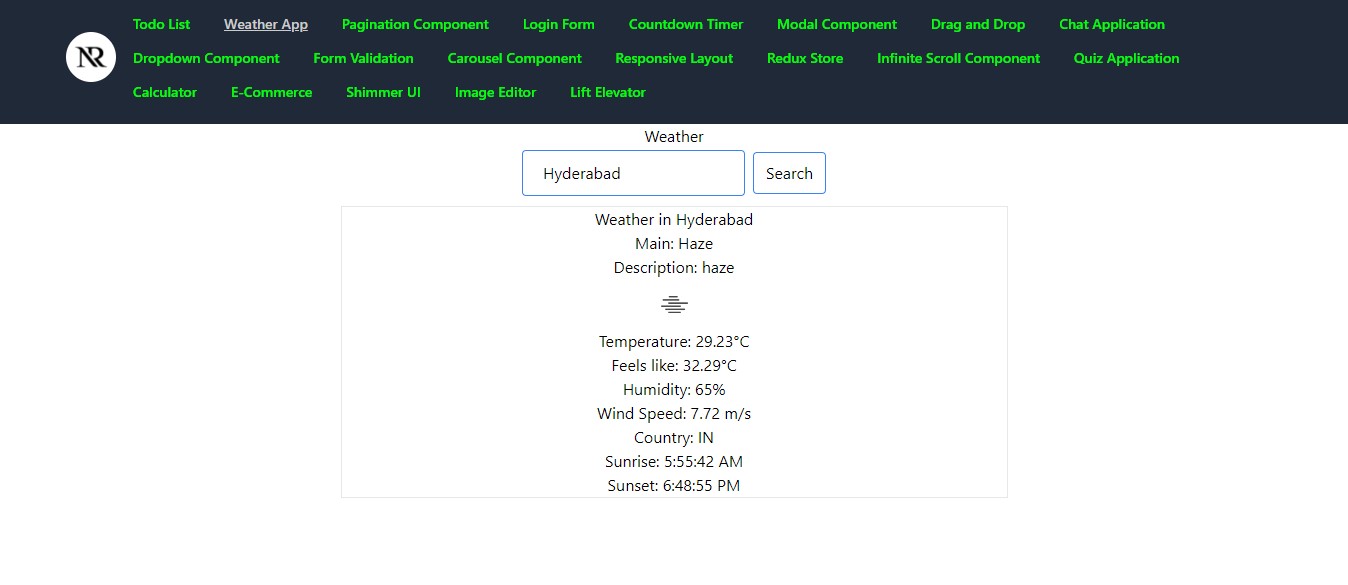 NR
Todo List Weather App Pagination Component Login Form Countdown Timer Modal Component Drag and Drop Chat Application
Dropdown Component Form Validation Carousel Component Responsive Layout Redux Store Infinite Scroll Component Quiz Application
Calculator E-Commerce Shimmer UI Image Editor Lift Elevator
Weather
Hyderabad Search
Weather in Hyderabad
Main: Haze
Description: haze
Temperature: 29.23°C
Feels like: 32.29°C
Humidity: 65%
Wind Speed: 7.72 m/s
Country: IN
Sunrise: 5:55:42 AM
Sunset: 6:48:55 PM